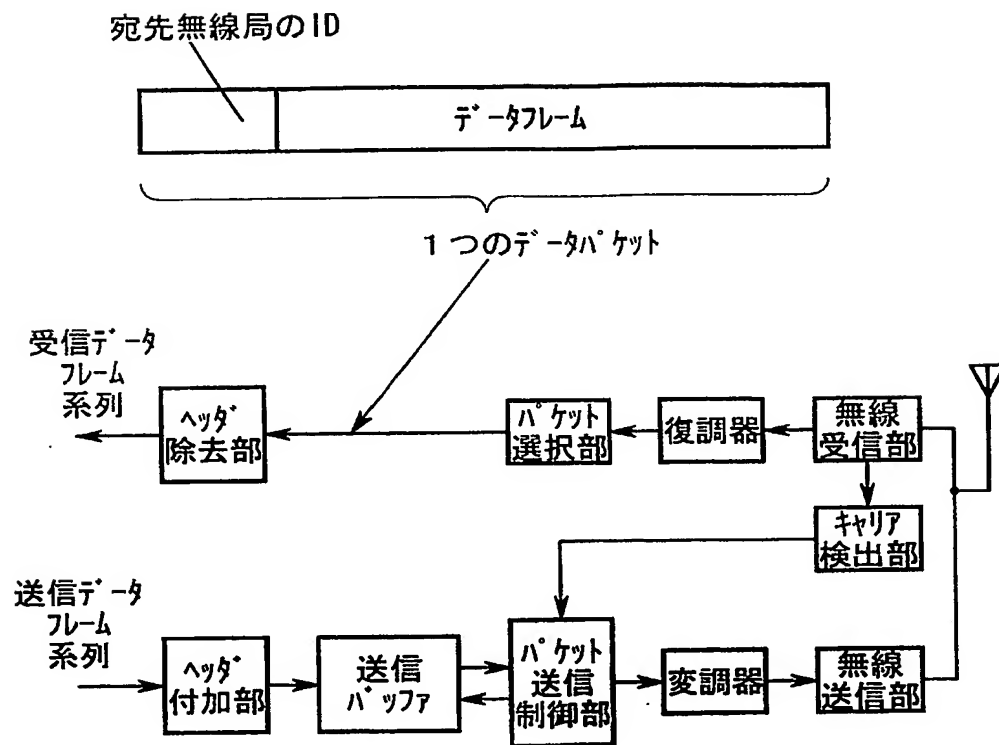 宛先無線局のID
データフレーム
1つのデータパケット
受信データ
フレーム
系列
ヘッダ
除去部
パケット
選択部
復調器
無線
受信部
キャリア
検出部
送信データ
フレーム
系列
ヘッダ
付加部
送信
バッファ
パケット
送信
制御部
変調器
無線
送信部